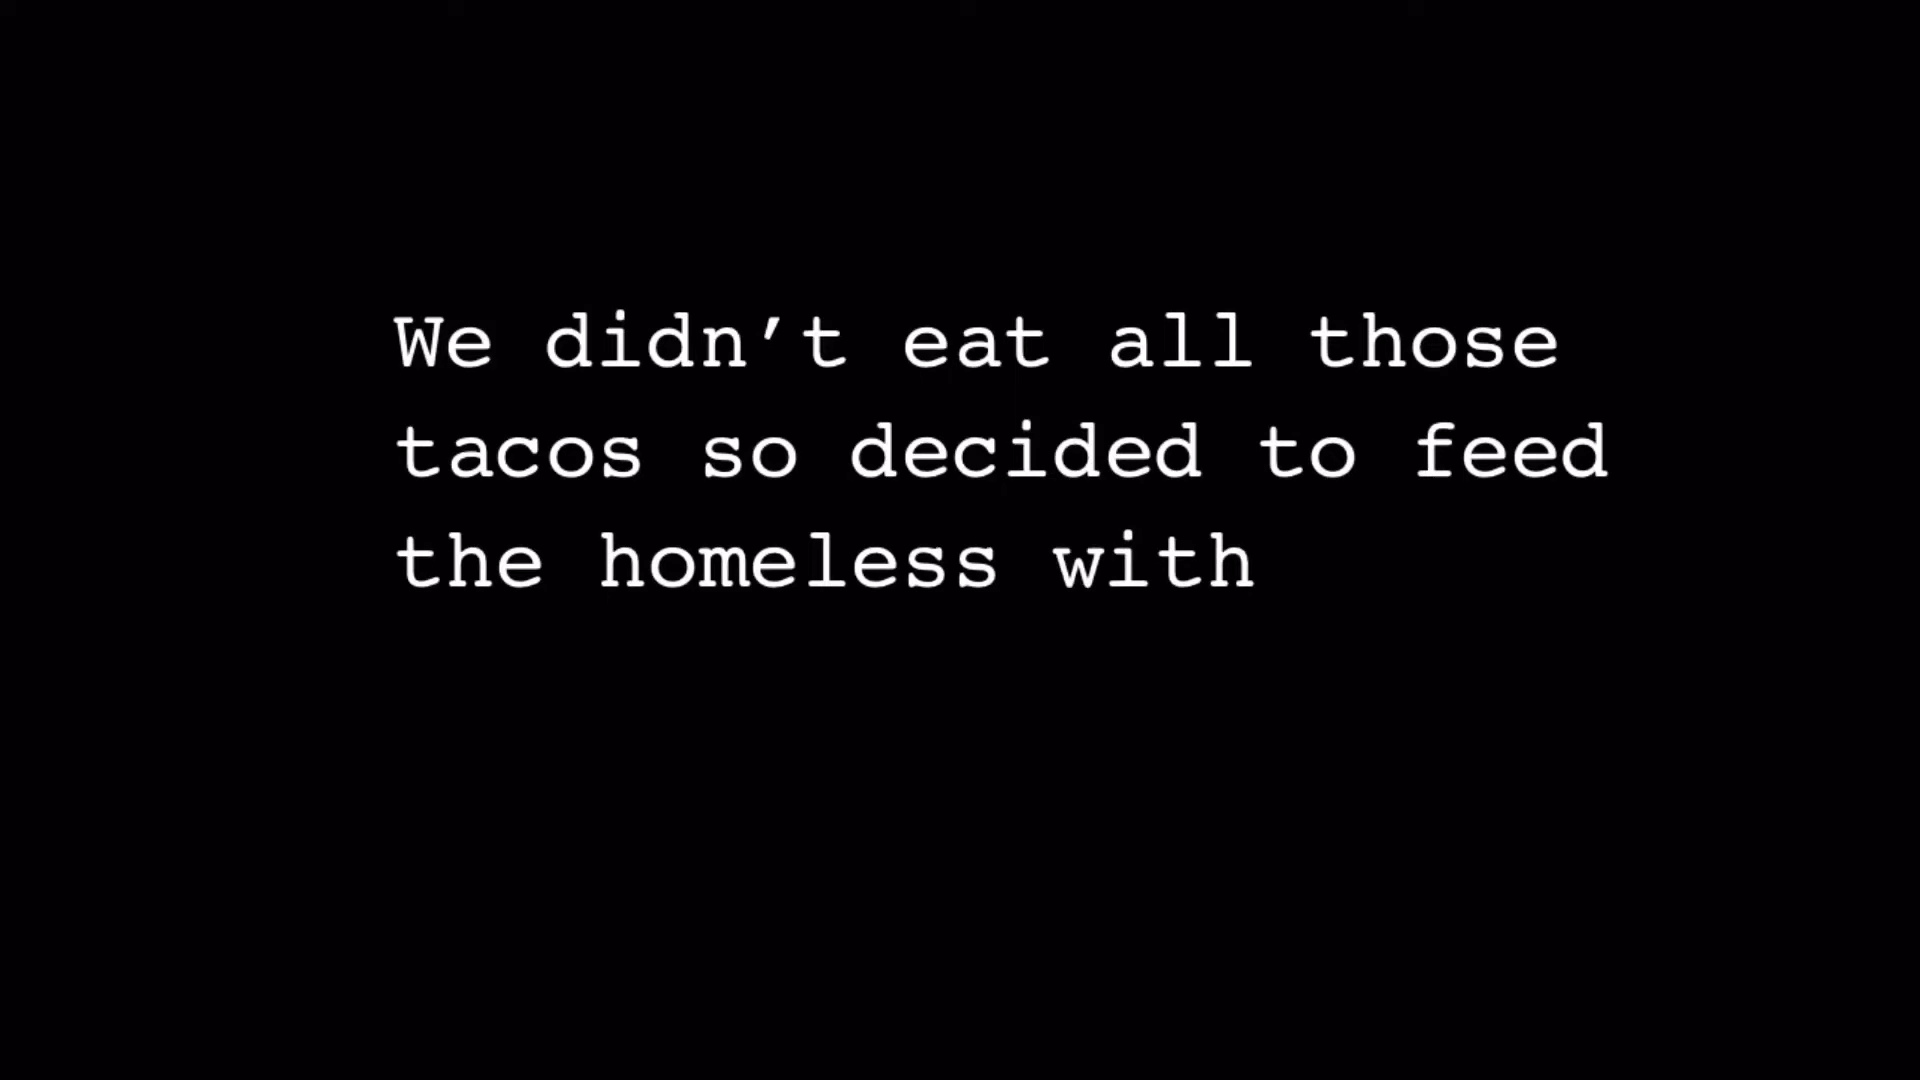 We didn’t eat all those
tacos so decided to feed
the homeless with